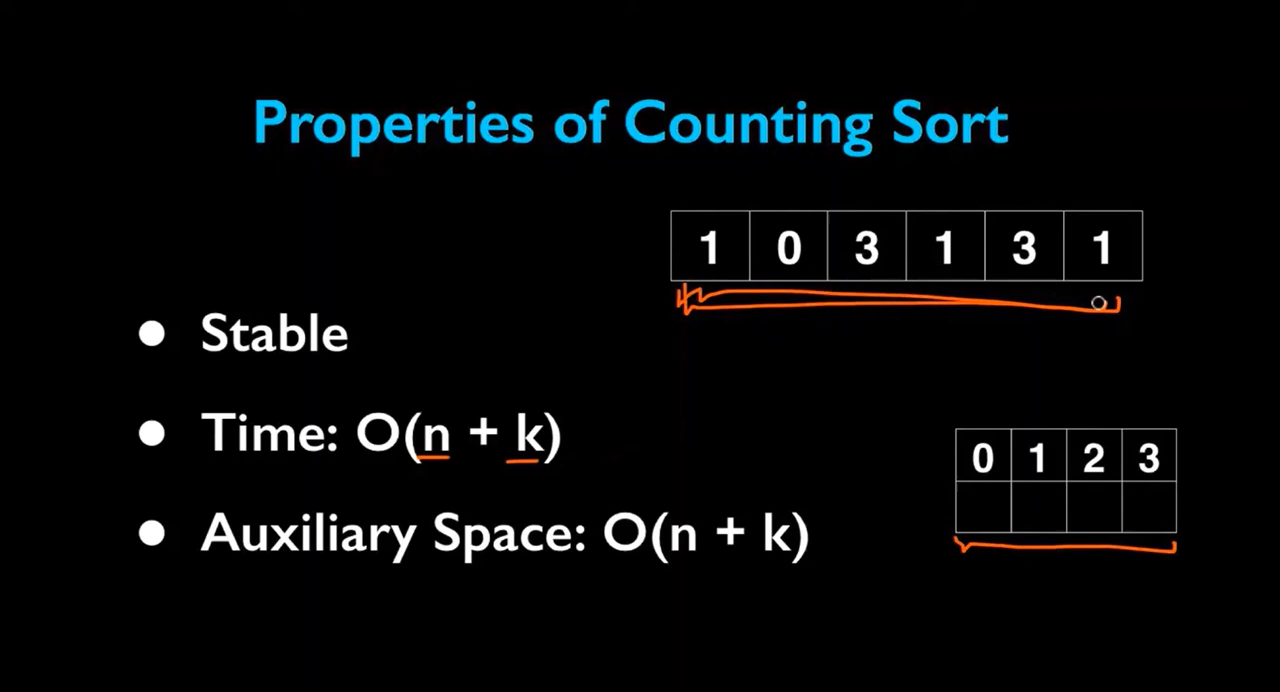 Properties of Counting Sort
1 0 3 1 3 1
● Stable
● Time: O(n + k)
0 1 2 3
● Auxiliary Space: O(n + k)